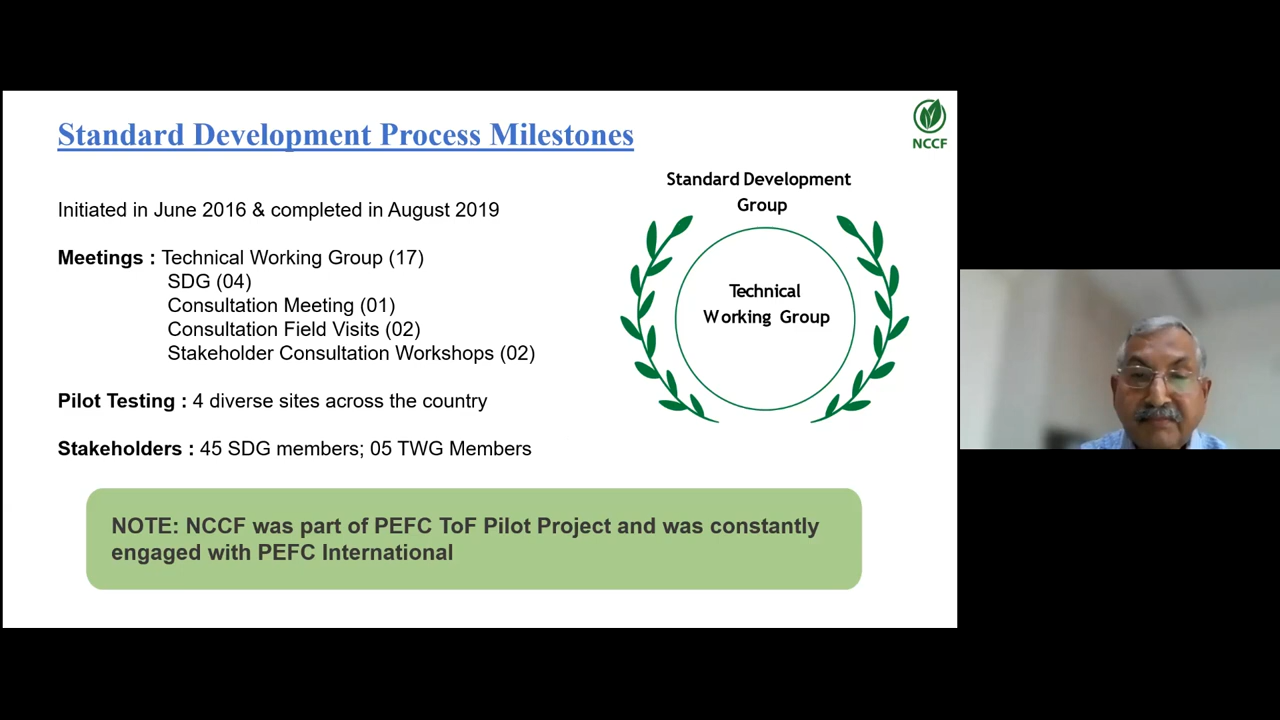 Standard Development Process Milestones
NCCF
Initiated in June 2016 & completed in August 2019
Meetings : Technical Working Group (17)
SDG (04)
Consultation Meeting (01)
Consultation Field Visits (02)
Stakeholder Consultation Workshops (02)
Pilot Testing : 4 diverse sites across the country
Stakeholders : 45 SDG members; 05 TWG Members
Standard Development
Group
Technical
Working Group
NOTE: NCCF was part of PEFC ToF Pilot Project and was constantly
engaged with PEFC International